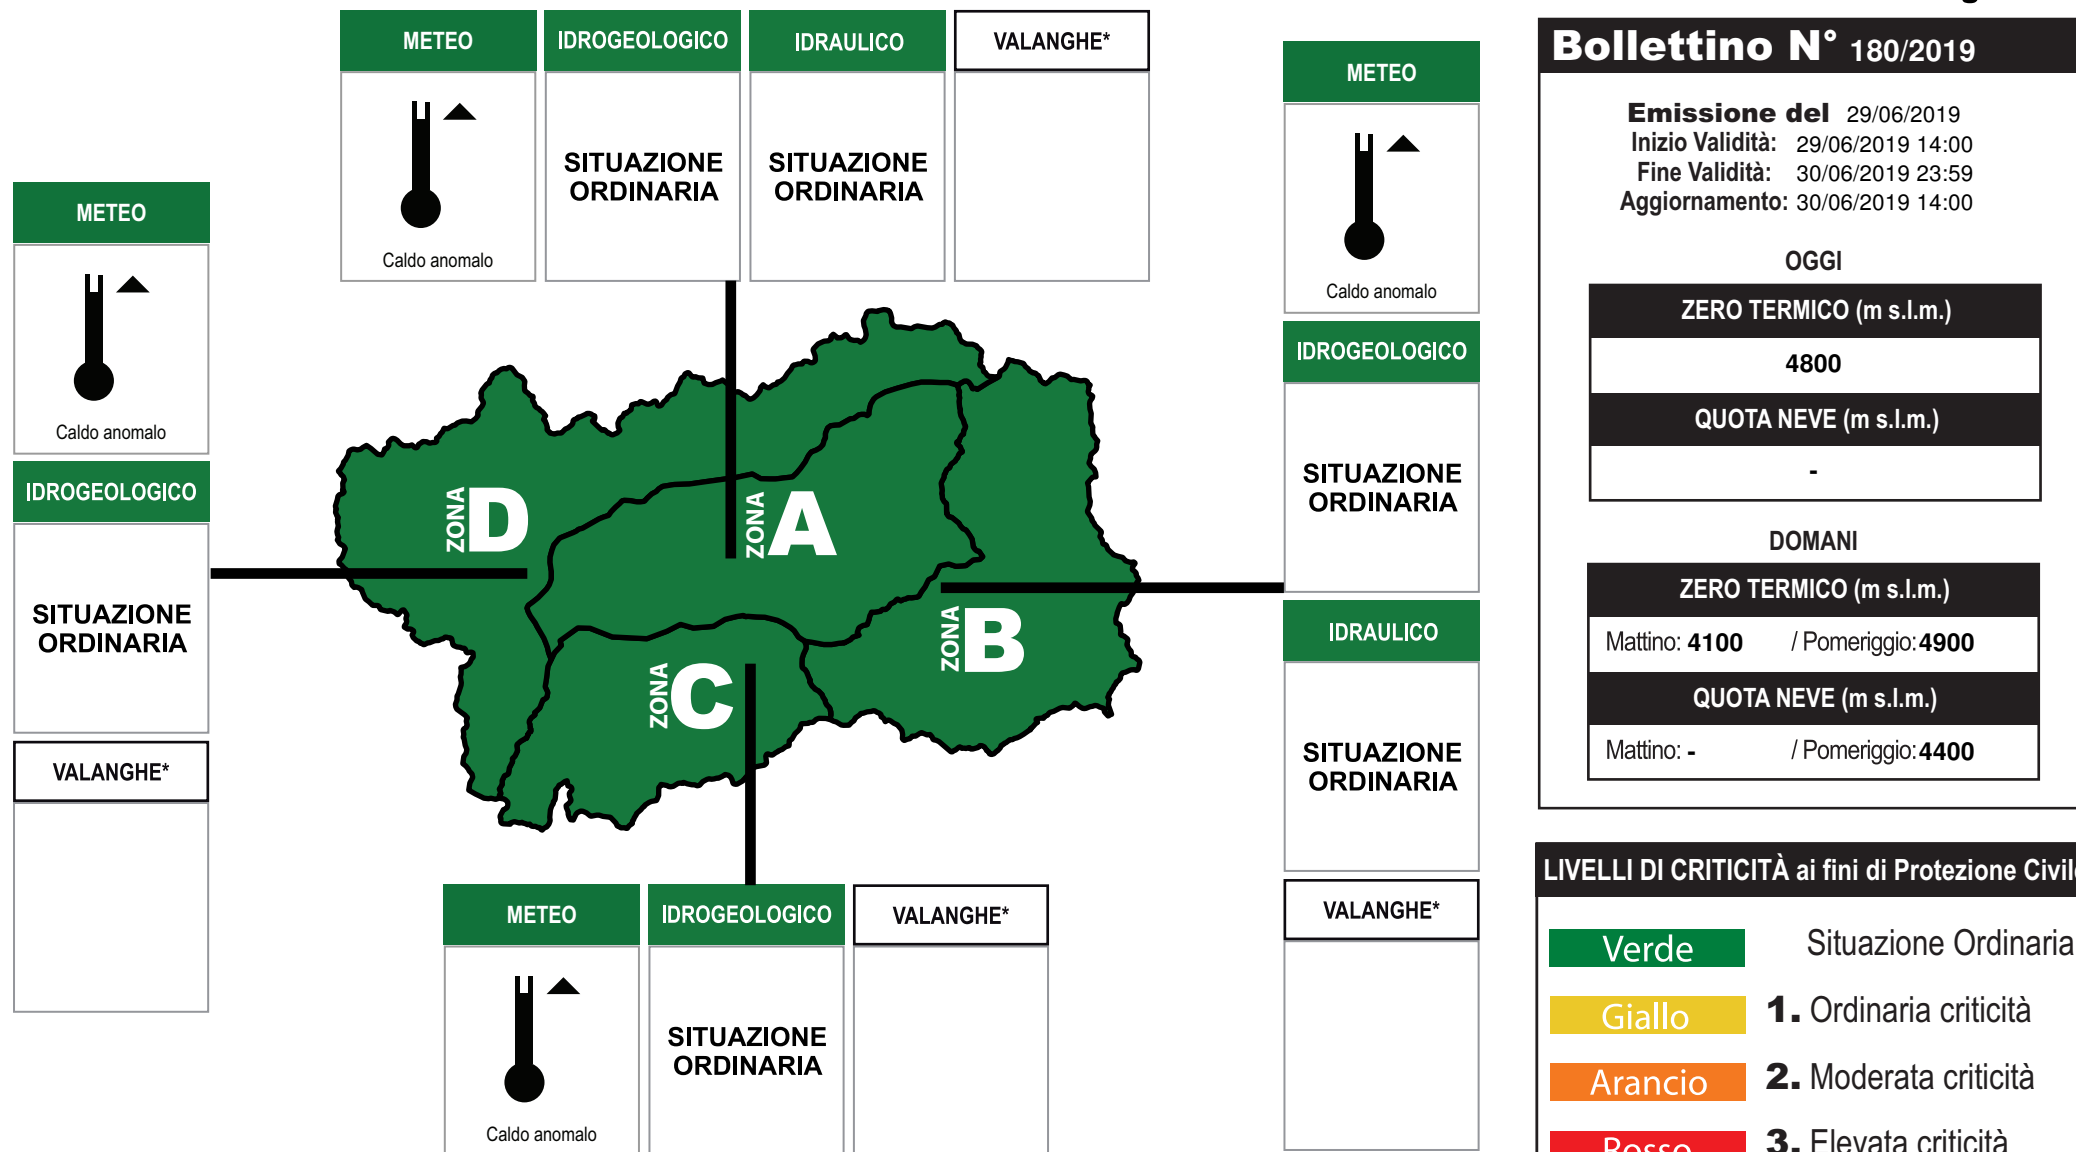 METEO
IDROGEOLOGICO
IDRAULICO
VALANGHE*
Caldo anomalo
SITUAZIONE
ORDINARIA
SITUAZIONE
ORDINARIA
METEO
Caldo anomalo
IDROGEOLOGICO
SITUAZIONE
ORDINARIA
VALANGHE*
METEO
Caldo anomalo
IDROGEOLOGICO
SITUAZIONE
ORDINARIA
IDRAULICO
SITUAZIONE
ORDINARIA
VALANGHE*
ZONA D
ZONA A
ZONA B
ZONA C
METEO
IDROGEOLOGICO
VALANGHE*
Caldo anomalo
SITUAZIONE
ORDINARIA
Bollettino N° 180/2019
Emissione del 29/06/2019
Inizio Validità: 29/06/2019 14:00
Fine Validità: 30/06/2019 23:59
Aggiornamento: 30/06/2019 14:00
OGGI
ZERO TERMICO (m s.l.m.)
4800
QUOTA NEVE (m s.l.m.)
-
DOMANI
ZERO TERMICO (m s.l.m.)
Mattino: 4100 / Pomeriggio: 4900
QUOTA NEVE (m s.l.m.)
Mattino: - / Pomeriggio: 4400
LIVELLI DI CRITICITÀ ai fini di Protezione Civile
Verde Situazione Ordinaria
Giallo 1. Ordinaria criticità
Arancio 2. Moderata criticità
Rosso 3. Elevata criticità